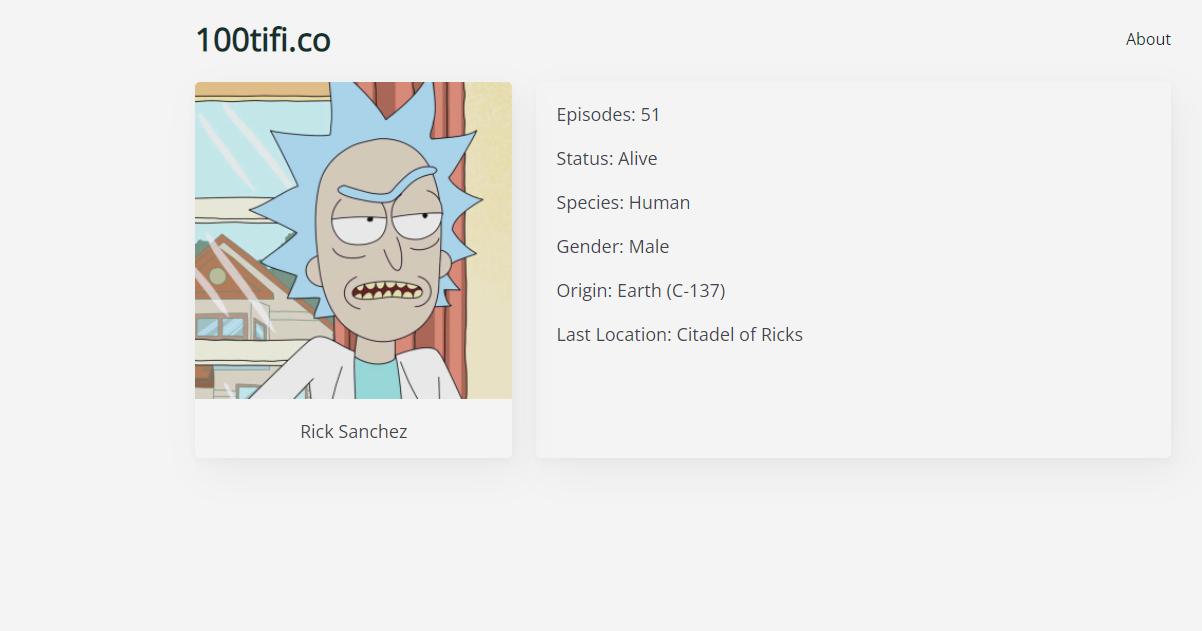 100tifi.co
About
Episodes: 51
Status: Alive
Species: Human
Gender: Male
Origin: Earth (C-137)
Last Location: Citadel of Ricks
Rick Sanchez